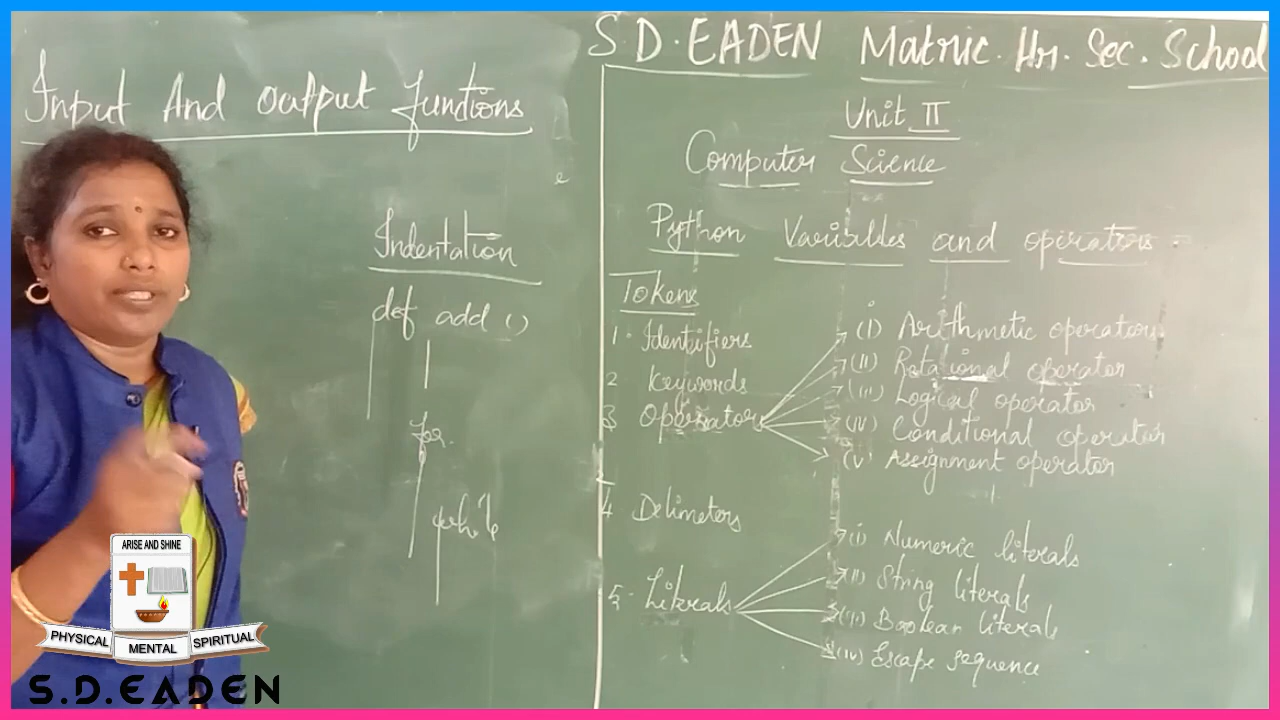 Input And Output functions
Indentation
def add ()
for
while
S.D.EADEN Matric. Hr. Sec. School
Unit II
Computer Science
Python Variables and operators
Tokens
1. Identifiers
2 Keywords
3 Operators
(i) Arithmetic operators
(ii) Rotational operator
(iii) Logical operator
(iv) Conditional operator
(v) Assignment operator
4 Delimeters
5. Literals
(i) Numeric literals
(ii) String literals
(iii) Boolean literals
(iv) Escape sequence
ARISE AND SHINE
PHYSICAL MENTAL SPIRITUAL
S.D.EADEN